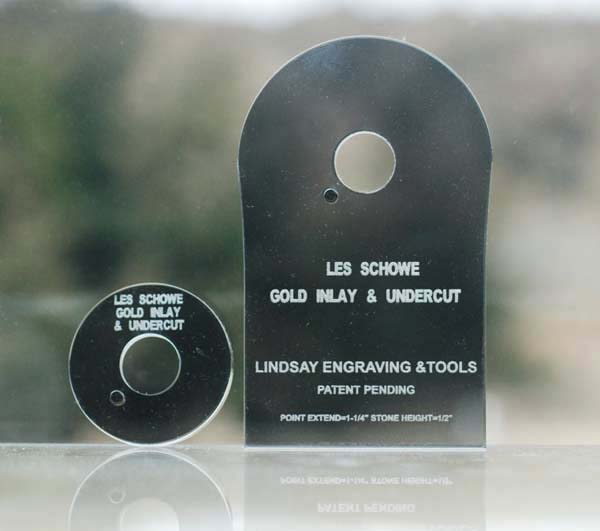 LES SCHOWE
GOLD INLAY
& UNDERCUT
LES SCHOWE
GOLD INLAY & UNDERCUT
LINDSAY ENGRAVING &TOOLS
PATENT PENDING
POINT EXTEND=1-1/4" STONE HEIGHT=1/2"